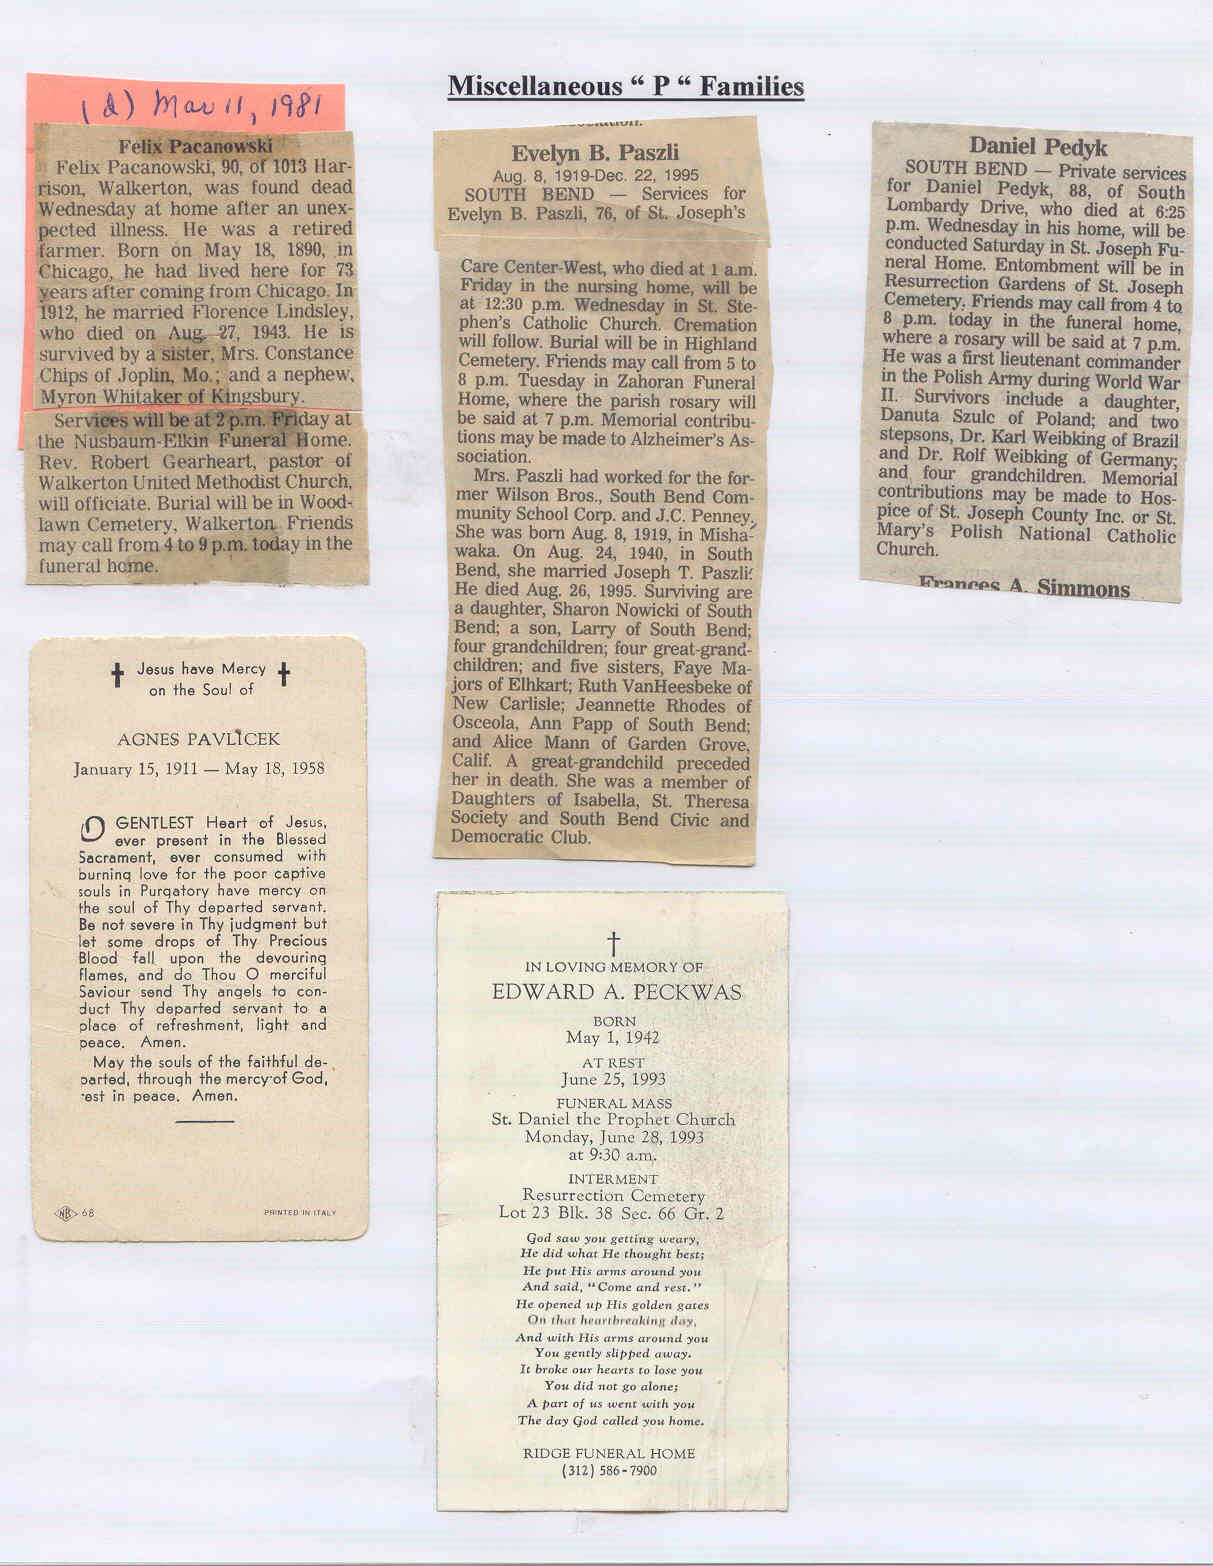 Miscellaneous “ P “ Families
(d) Mar 11, 1981
Felix Pacanowski
Felix Pacanowski, 90, of 1013 Har-
rison, Walkerton, was found dead
Wednesday at home after an unex-
pected illness. He was a retired
farmer. Born on May 18, 1890, in
Chicago, he had lived here for 73
years after coming from Chicago. In
1912, he married Florence Lindsley,
who died on Aug. 27, 1943. He is
survived by a sister, Mrs. Constance
Chips of Joplin, Mo.; and a nephew,
Myron Whitaker of Kingsbury.
Services will be at 2 p.m. Friday at
the Nusbaum-Elkin Funeral Home.
Rev. Robert Gearheart, pastor of
Walkerton United Methodist Church,
will officiate. Burial will be in Wood-
lawn Cemetery, Walkerton. Friends
may call from 4 to 9 p.m. today in the
funeral home.
Evelyn B. Paszli
Aug. 8, 1919-Dec. 22, 1995
SOUTH BEND — Services for
Evelyn B. Paszli, 76, of St. Joseph's
Care Center-West, who died at 1 a.m.
Friday in the nursing home, will be
at 12:30 p.m. Wednesday in St. Ste-
phen's Catholic Church. Cremation
will follow. Burial will be in Highland
Cemetery. Friends may call from 5 to
8 p.m. Tuesday in Zahoran Funeral
Home, where the parish rosary will
be said at 7 p.m. Memorial contribu-
tions may be made to Alzheimer's As-
sociation.
Mrs. Paszli had worked for the for-
mer Wilson Bros., South Bend Com-
munity School Corp. and J.C. Penney.
She was born Aug. 8, 1919, in Misha-
waka. On Aug. 24, 1940, in South
Bend, she married Joseph T. Paszli.
He died Aug. 26, 1995. Surviving are
a daughter, Sharon Nowicki of South
Bend; a son, Larry of South Bend;
four grandchildren; four great-grand-
children; and five sisters, Faye Ma-
jors of Elhkart; Ruth VanHeesbeke of
New Carlisle; Jeannette Rhodes of
Osceola, Ann Papp of South Bend;
and Alice Mann of Garden Grove,
Calif. A great-grandchild preceded
her in death. She was a member of
Daughters of Isabella, St. Theresa
Society and South Bend Civic and
Democratic Club.
Daniel Pedyk
SOUTH BEND — Private services
for Daniel Pedyk, 88, of South
Lombardy Drive, who died at 6:25
p.m. Wednesday in his home, will be
conducted Saturday in St. Joseph Fu-
neral Home. Entombment will be in
Resurrection Gardens of St. Joseph
Cemetery. Friends may call from 4 to
8 p.m. today in the funeral home,
where a rosary will be said at 7 p.m.
He was a first lieutenant commander
in the Polish Army during World War
II. Survivors include a daughter,
Danuta Szulc of Poland; and two
stepsons, Dr. Karl Weibking of Brazil
and Dr. Rolf Weibking of Germany;
and four grandchildren. Memorial
contributions may be made to Hos-
pice of St. Joseph County Inc. or St.
Mary's Polish National Catholic
Church.
Frances A. Simmons
Jesus have Mercy
on the Soul of
AGNES PAVLICEK
January 15, 1911 — May 18, 1958
O GENTLEST Heart of Jesus,
ever present in the Blessed
Sacrament, ever consumed with
burning love for the poor captive
souls in Purgatory have mercy on
the soul of Thy departed servant.
Be not severe in Thy judgment but
let some drops of Thy Precious
Blood fall upon the devouring
flames, and do Thou O merciful
Saviour send Thy angels to con-
duct Thy departed servant to a
place of refreshment, light and
peace. Amen.
May the souls of the faithful de-
parted, through the mercy of God,
rest in peace. Amen.
NB 68
PRINTED IN ITALY
IN LOVING MEMORY OF
EDWARD A. PECKWAS
BORN
May 1, 1942
AT REST
June 25, 1993
FUNERAL MASS
St. Daniel the Prophet Church
Monday, June 28, 1993
at 9:30 a.m.
INTERMENT
Resurrection Cemetery
Lot 23 Blk. 38 Sec. 66 Gr. 2
God saw you getting weary,
He did what He thought best;
He put His arms around you
And said, “Come and rest.”
He opened up His golden gates
On that heartbreaking day,
And with His arms around you
You gently slipped away.
It broke our hearts to lose you
You did not go alone;
A part of us went with you
The day God called you home.
RIDGE FUNERAL HOME
(312) 586-7900